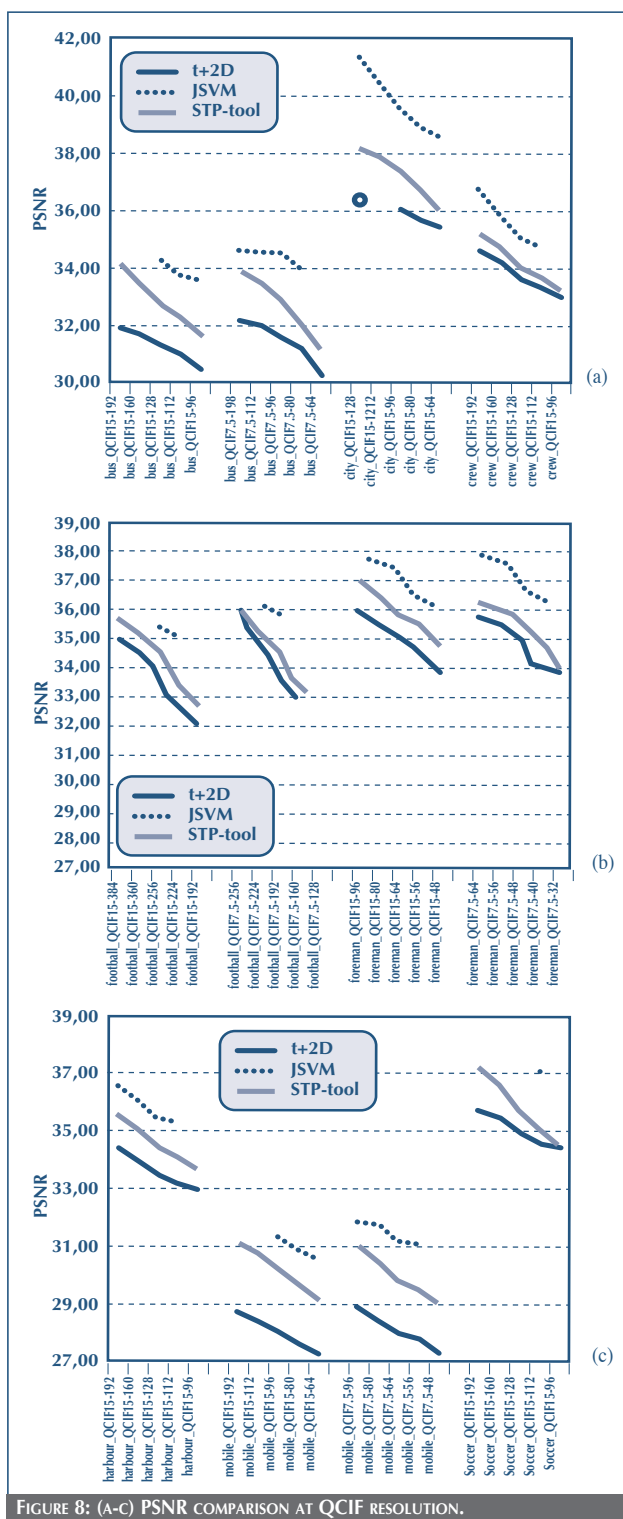 42,00
40,00
38,00
36,00
34,00
32,00
30,00
PSNR
t+2D
JSVM
STP-tool
bus_QCIF15-192
bus_QCIF15-160
bus_QCIF15-128
bus_QCIF15-112
bus_QCIF15-96
bus_QCIF7.5-198
bus_QCIF7.5-112
bus_QCIF7.5-96
bus_QCIF7.5-80
bus_QCIF7.5-64
city_QCIF15-128
city_QCIF15-1212
city_QCIF15-96
city_QCIF15-80
city_QCIF15-64
crew_QCIF15-192
crew_QCIF15-160
crew_QCIF15-128
crew_QCIF15-112
crew_QCIF15-96
(a)
39,00
38,00
37,00
36,00
35,00
34,00
33,00
32,00
31,00
30,00
29,00
28,00
27,00
t+2D
JSVM
STP-tool
football_QCIF15-384
football_QCIF15-360
football_QCIF15-256
football_QCIF15-224
football_QCIF15-192
football_QCIF7.5-256
football_QCIF7.5-224
football_QCIF7.5-192
football_QCIF7.5-160
football_QCIF7.5-128
foreman_QCIF15-96
foreman_QCIF15-80
foreman_QCIF15-64
foreman_QCIF15-56
foreman_QCIF15-48
foreman_QCIF7.5-64
foreman_QCIF7.5-56
foreman_QCIF7.5-48
foreman_QCIF7.5-40
foreman_QCIF7.5-32
(b)
39,00
37,00
35,00
33,00
31,00
29,00
27,00
PSNR
t+2D
JSVM
STP-tool
harbour_QCIF15-192
harbour_QCIF15-160
harbour_QCIF15-128
harbour_QCIF15-112
harbour_QCIF15-96
mobile_QCIF15-192
mobile_QCIF15-112
mobile_QCIF15-96
mobile_QCIF15-80
mobile_QCIF15-64
mobile_QCIF7.5-96
mobile_QCIF7.5-80
mobile_QCIF7.5-64
mobile_QCIF7.5-56
mobile_QCIF7.5-48
Soccer_QCIF15-192
Soccer_QCIF15-160
Soccer_QCIF15-128
Soccer_QCIF15-112
Soccer_QCIF15-96
(c)
FIGURE 8: (A-C) PSNR COMPARISON AT QCIF RESOLUTION.